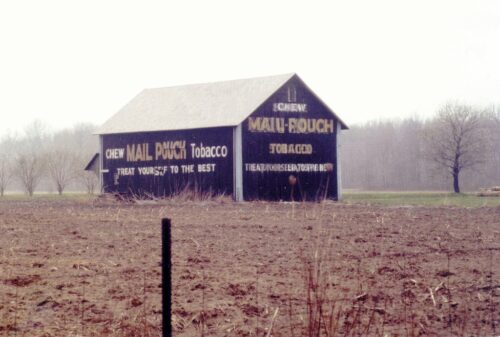 CHEW MAIL POUCH Tobacco
TREAT YOURSELF TO THE BEST
CHEW
MAIL POUCH
TOBACCO
TREAT YOURSELF TO THE BEST